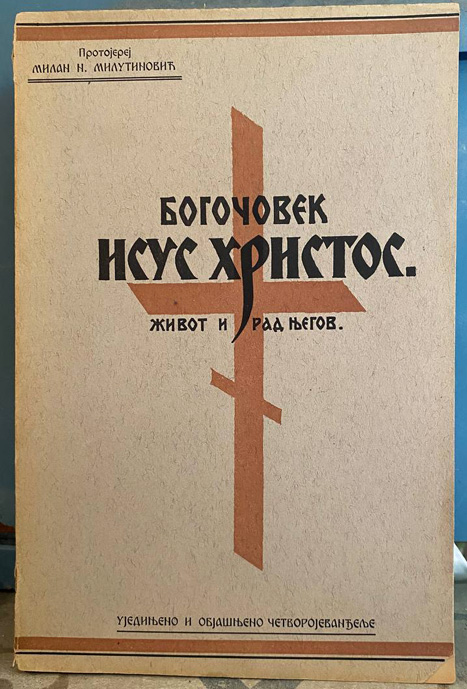 Протојереј
МИЛАН Н. МИЛУТИНОВИЋ
БОГОЧОВЕК
ИСУС ХРИСТОС.
ЖИВОТ И РАД ЊЕГОВ.
УЈЕДИЊЕНО И ОБЈАШЊЕНО ЧЕТВОРОЈЕВАНЂЕЉЕ